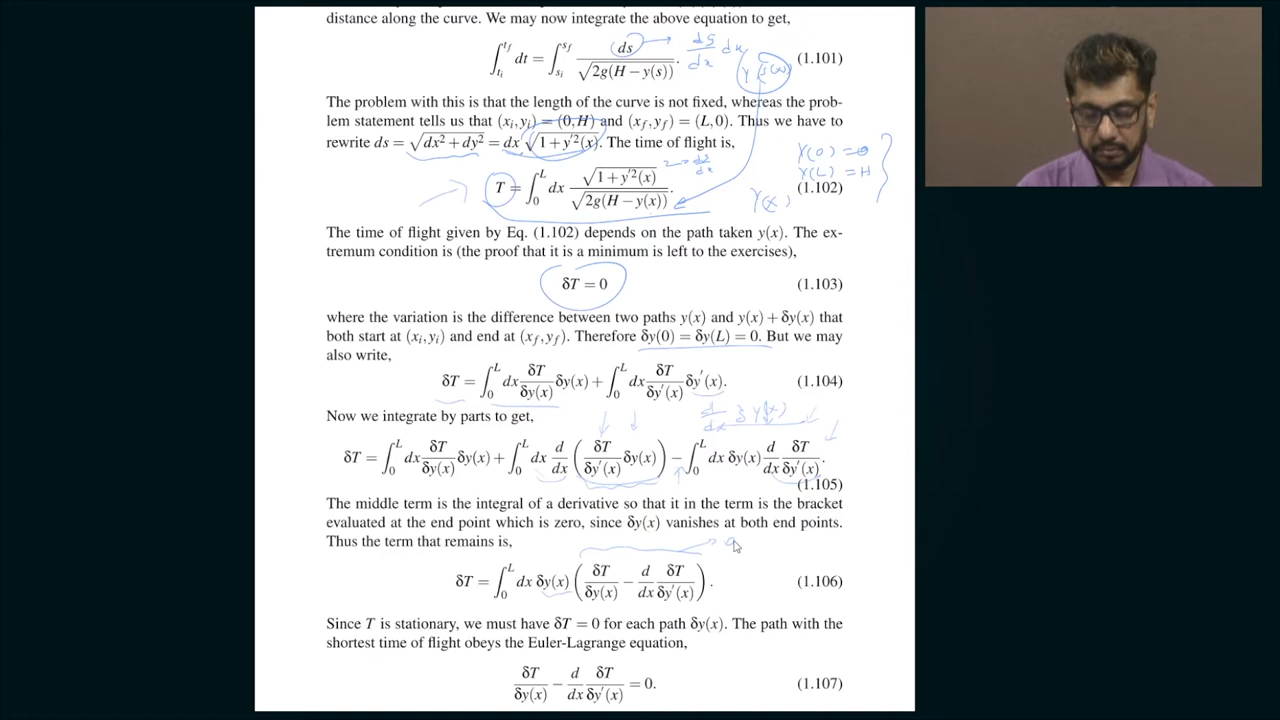 distance along the curve. We may now integrate the above equation to get,
∫_{t_i}^{t_f} dt = ∫_{s_i}^{s_f} ds / √(2g(H − y(s))) . (1.101)
dS/dx dx
y(s(x))
The problem with this is that the length of the curve is not fixed, whereas the prob-
lem statement tells us that (x_i, y_i) = (0, H) and (x_f, y_f) = (L, 0). Thus we have to
rewrite ds = √(dx² + dy²) = dx √(1 + y′²(x)). The time of flight is,
y(0) = 0
y(L) = H
T = ∫_0^L dx √(1 + y′²(x)) / √(2g(H − y(x))) . (1.102)
dS/dx
y(x)
The time of flight given by Eq. (1.102) depends on the path taken y(x). The ex-
tremum condition is (the proof that it is a minimum is left to the exercises),
δT = 0 (1.103)
where the variation is the difference between two paths y(x) and y(x) + δy(x) that
both start at (x_i, y_i) and end at (x_f, y_f). Therefore δy(0) = δy(L) = 0. But we may
also write,
δT = ∫_0^L dx δT/δy(x) δy(x) + ∫_0^L dx δT/δy′(x) δy′(x). (1.104)
Now we integrate by parts to get,
d/dx δy(x)
δT = ∫_0^L dx δT/δy(x) δy(x) + ∫_0^L dx d/dx ( δT/δy′(x) δy(x) ) − ∫_0^L dx δy(x) d/dx δT/δy′(x) .
(1.105)
The middle term is the integral of a derivative so that it in the term is the bracket
evaluated at the end point which is zero, since δy(x) vanishes at both end points.
Thus the term that remains is,
δT = ∫_0^L dx δy(x) ( δT/δy(x) − d/dx δT/δy′(x) ) . (1.106)
Since T is stationary, we must have δT = 0 for each path δy(x). The path with the
shortest time of flight obeys the Euler-Lagrange equation,
δT/δy(x) − d/dx δT/δy′(x) = 0. (1.107)